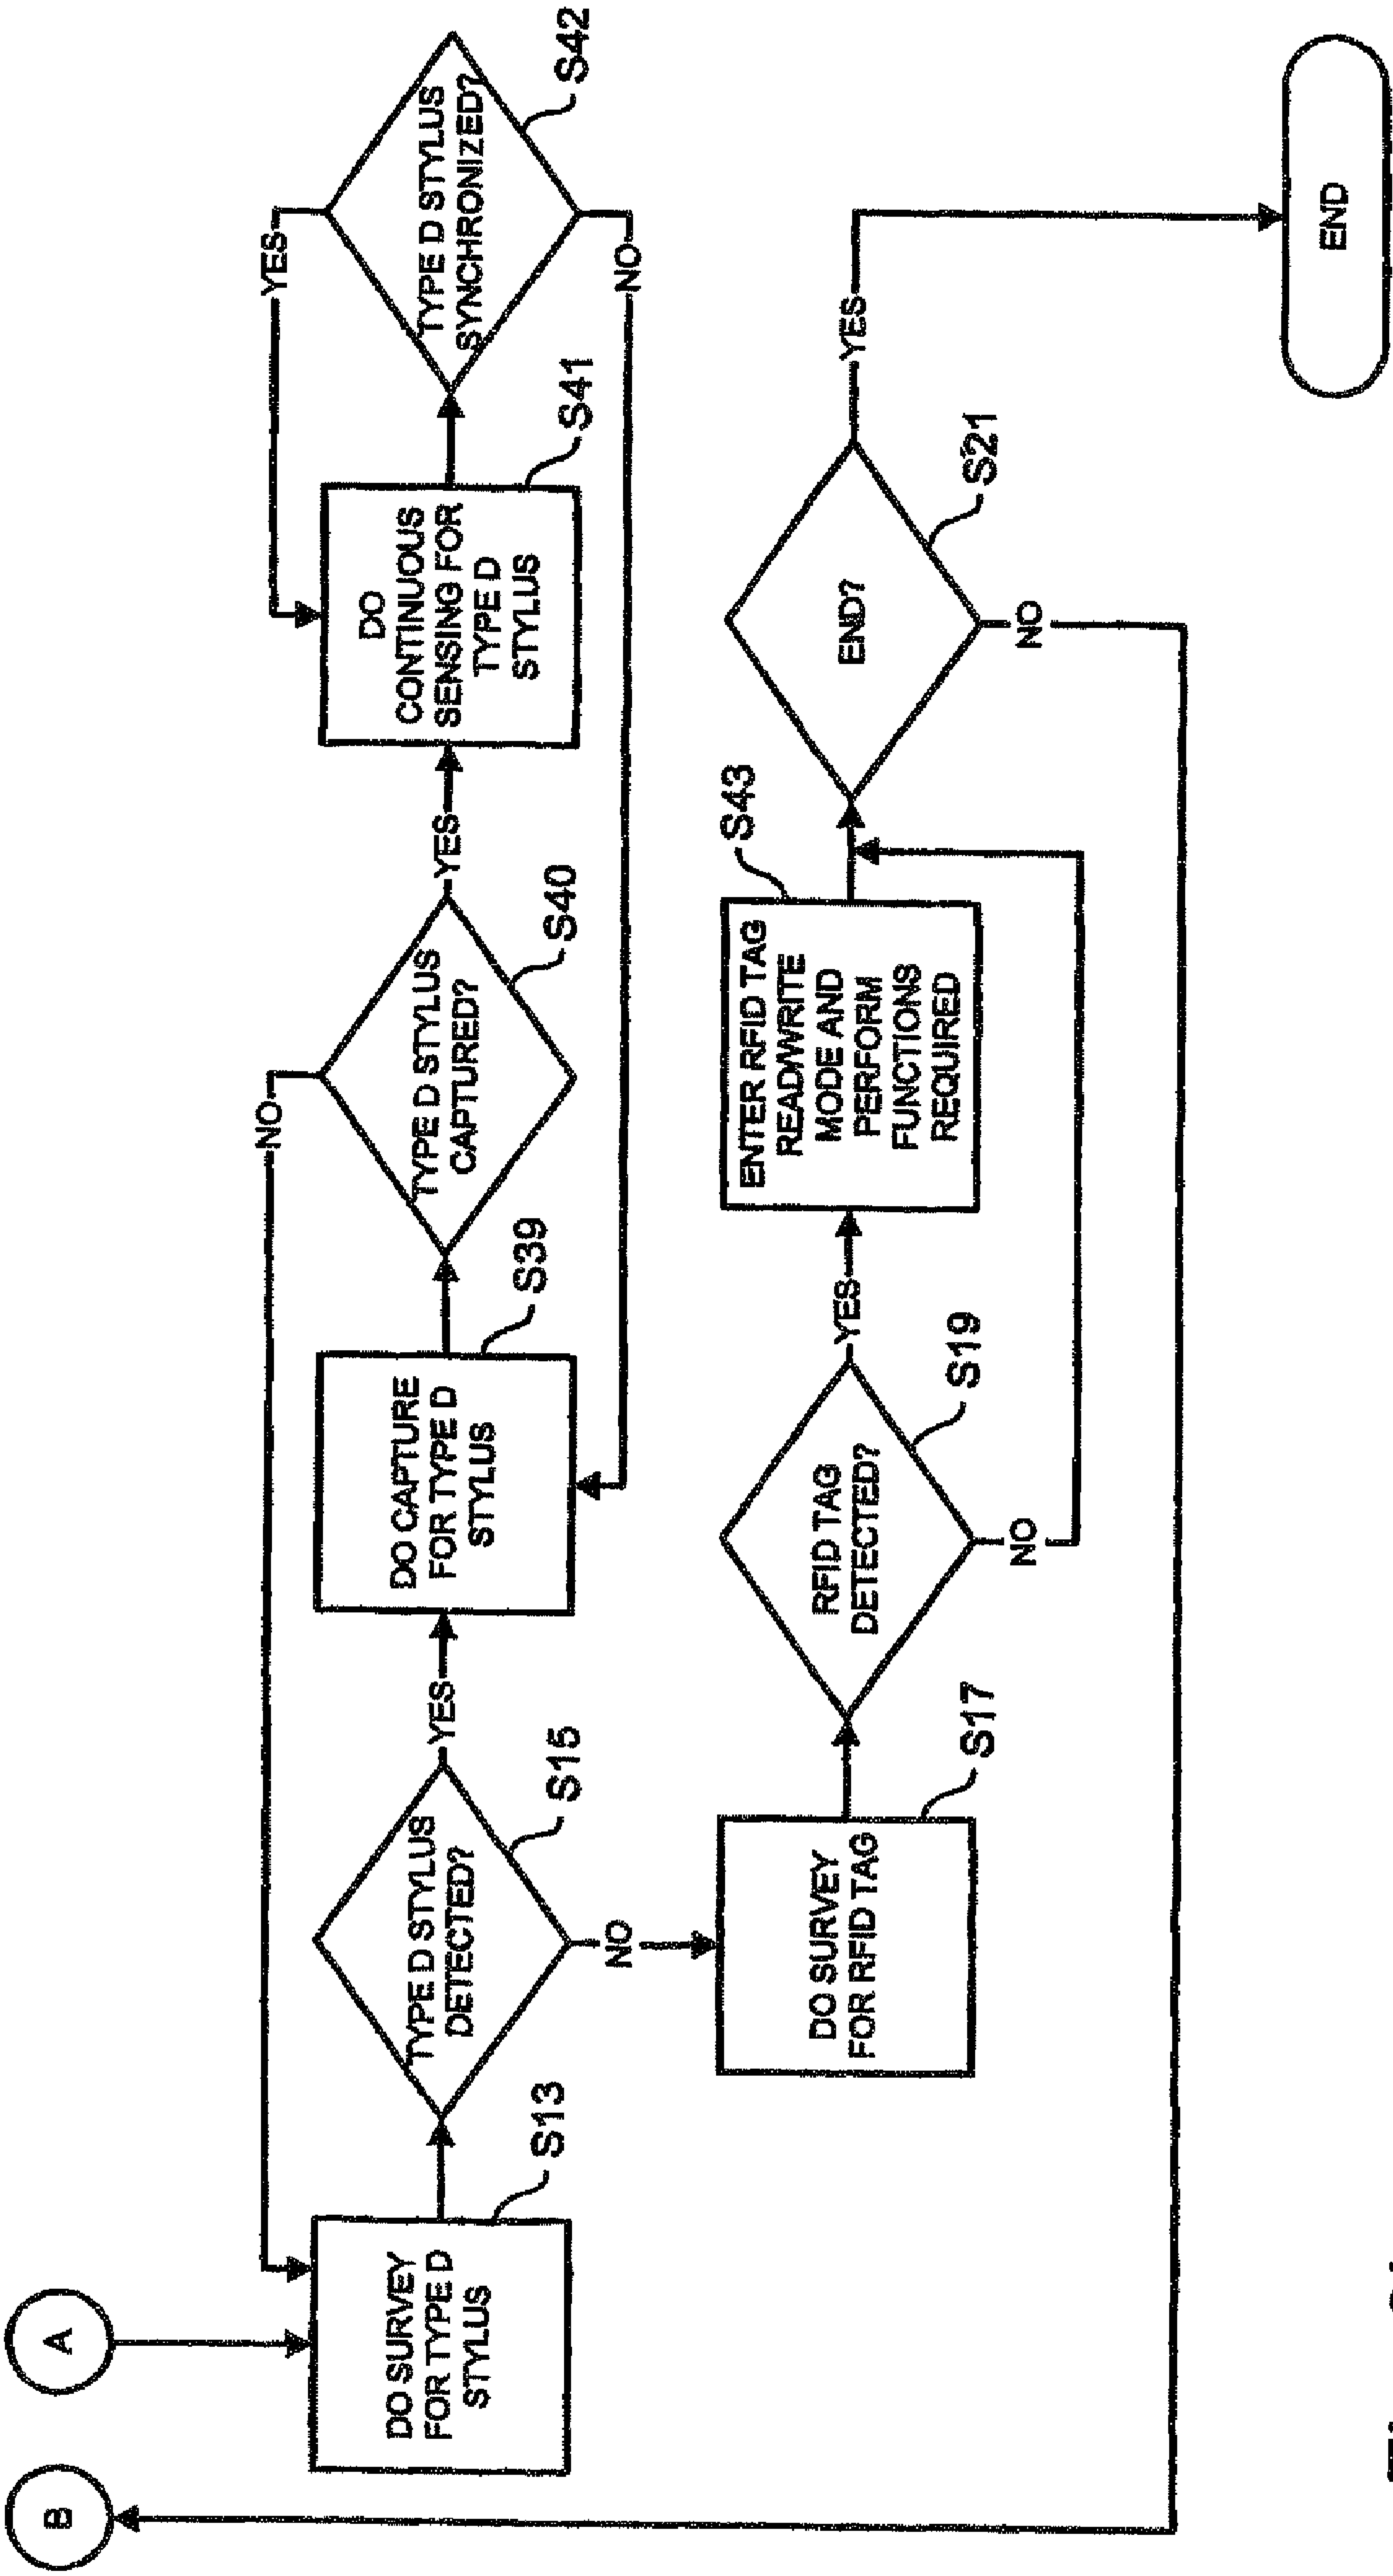 A
B
DO SURVEY
FOR TYPE D
STYLUS
S13
TYPE D STYLUS
DETECTED?
S15
YES
NO
DO CAPTURE
FOR TYPE D
STYLUS
S39
TYPE D STYLUS
CAPTURED?
S40
NO
YES
DO
CONTINUOUS
SENSING FOR
TYPE D
STYLUS
S41
TYPE D STYLUS
SYNCHRONIZED?
S42
YES
NO
DO SURVEY
FOR RFID TAG
S17
RFID TAG
DETECTED?
S19
YES
NO
ENTER RFID TAG
READ/WRITE
MODE AND
PERFORM
FUNCTIONS
REQUIRED
S43
END?
S21
YES
NO
END